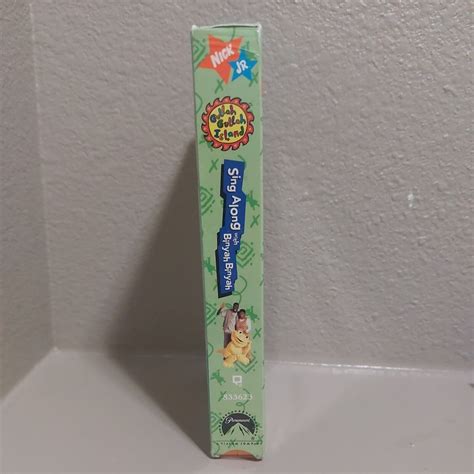 NICK JR
Gullah
Gullah
Island
Sing Along
with
Binyah Binyah
333623
Paramount